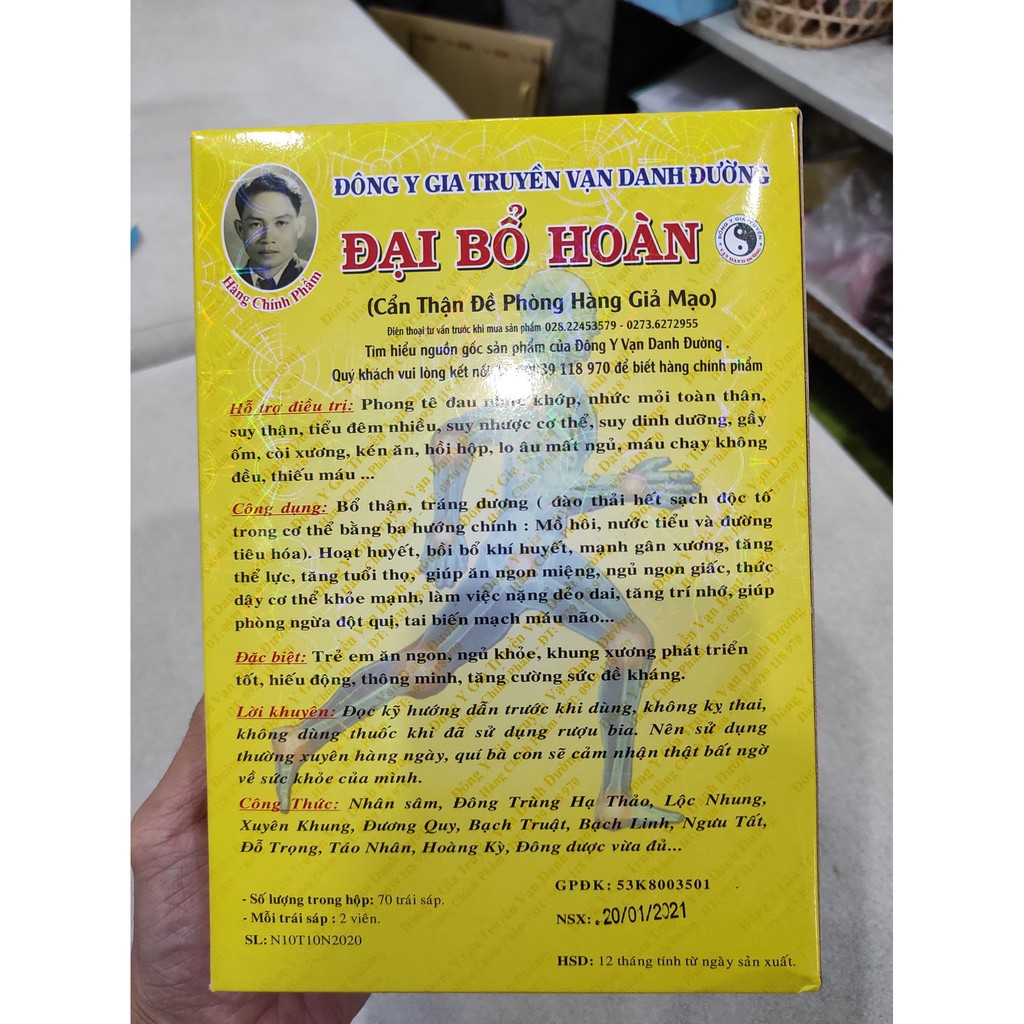 ĐÔNG Y GIA TRUYỀN VẠN DANH ĐƯỜNG
ĐẠI BỔ HOÀN
ĐÔNG Y GIA TRUYỀN
VẠN DANH ĐƯỜNG
Hàng Chính Phẩm
(Cẩn Thận Đề Phòng Hàng Giả Mạo)
Điện thoại tư vấn trước khi mua sản phẩm 028.22453579 - 0273.6272955
Tìm hiểu nguồn gốc sản phẩm của Đông Y Vạn Danh Đường .
Quý khách vui lòng kết nối 39 118 970 để biết hàng chính phẩm
Hỗ trợ điều trị: Phong tê đau nhức khớp, nhức mỏi toàn thân,
suy thận, tiểu đêm nhiều, suy nhược cơ thể, suy dinh dưỡng, gầy
ốm, còi xương, kén ăn, hồi hộp, lo âu mất ngủ, máu chạy không
đều, thiếu máu ...
Công dụng: Bổ thận, tráng dương ( đào thải hết sạch độc tố
trong cơ thể bằng ba hướng chính : Mồ hôi, nước tiểu và đường
tiêu hóa). Hoạt huyết, bồi bổ khí huyết, mạnh gân xương, tăng
thể lực, tăng tuổi thọ, giúp ăn ngon miệng, ngủ ngon giấc, thức
dậy cơ thể khỏe mạnh, làm việc nặng dẻo dai, tăng trí nhớ, giúp
phòng ngừa đột quị, tai biến mạch máu não...
Đặc biệt: Trẻ em ăn ngon, ngủ khỏe, khung xương phát triển
tốt, hiếu động, thông minh, tăng cường sức đề kháng.
Lời khuyên: Đọc kỹ hướng dẫn trước khi dùng, không kỵ thai,
không dùng thuốc khi đã sử dụng rượu bia. Nên sử dụng
thường xuyên hàng ngày, quí bà con sẽ cảm nhận thật bất ngờ
về sức khỏe của mình.
Công Thức: Nhân sâm, Đông Trùng Hạ Thảo, Lộc Nhung,
Xuyên Khung, Đương Quy, Bạch Truật, Bạch Linh, Ngưu Tất,
Đỗ Trọng, Táo Nhân, Hoàng Kỳ, Đông dược vừa đủ...
GPĐK: 53K8003501
- Số lượng trong hộp: 70 trái sáp.
- Mỗi trái sáp : 2 viên.
NSX: 20/01/2021
SL: N10T10N2020
HSD: 12 tháng tính từ ngày sản xuất.